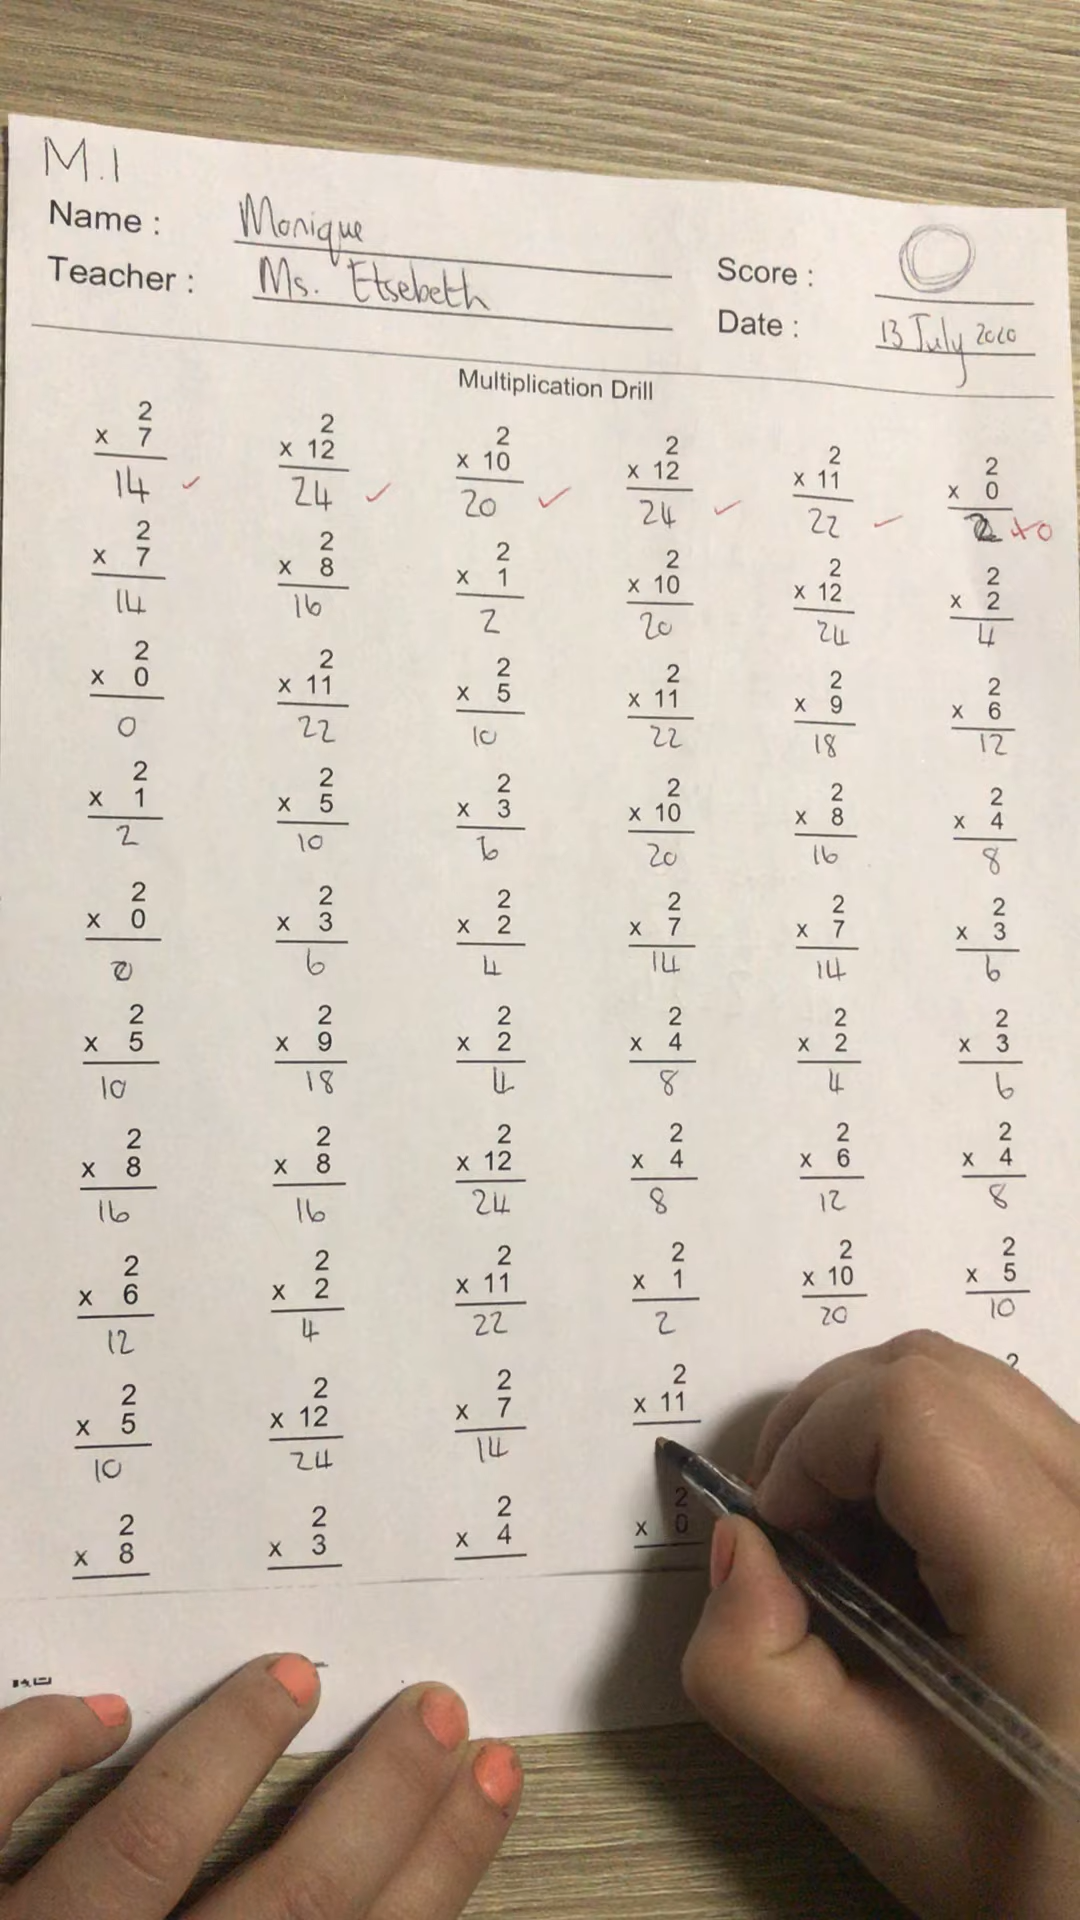 M.1
Name : Monique
Teacher : Ms. Etsebeth
Score :
Date : 13 July 2020
Multiplication Drill
2 2 2 2 2 2
x 7 x 12 x 10 x 12 x 11 x 0
14 24 20 24 22 2 0
2 2 2 2 2 2
x 7 x 8 x 1 x 10 x 12 x 2
14 16 2 20 24 4
2 2 2 2 2 2
x 0 x 11 x 5 x 11 x 9 x 6
0 22 10 22 18 12
2 2 2 2 2 2
x 1 x 5 x 3 x 10 x 8 x 4
2 10 6 20 16 8
2 2 2 2 2 2
x 0 x 3 x 2 x 7 x 7 x 3
0 6 4 14 14 6
2 2 2 2 2 2
x 5 x 9 x 2 x 4 x 2 x 3
10 18 4 8 4 6
2 2 2 2 2 2
x 8 x 8 x 12 x 4 x 6 x 4
16 16 24 8 12 8
2 2 2 2 2 2
x 6 x 2 x 11 x 1 x 10 x 5
12 4 22 2 20 10
2 2 2 2 2
x 5 x 12 x 7 x 11
10 24 14
2 2 2 2
x 8 x 3 x 4 x 0